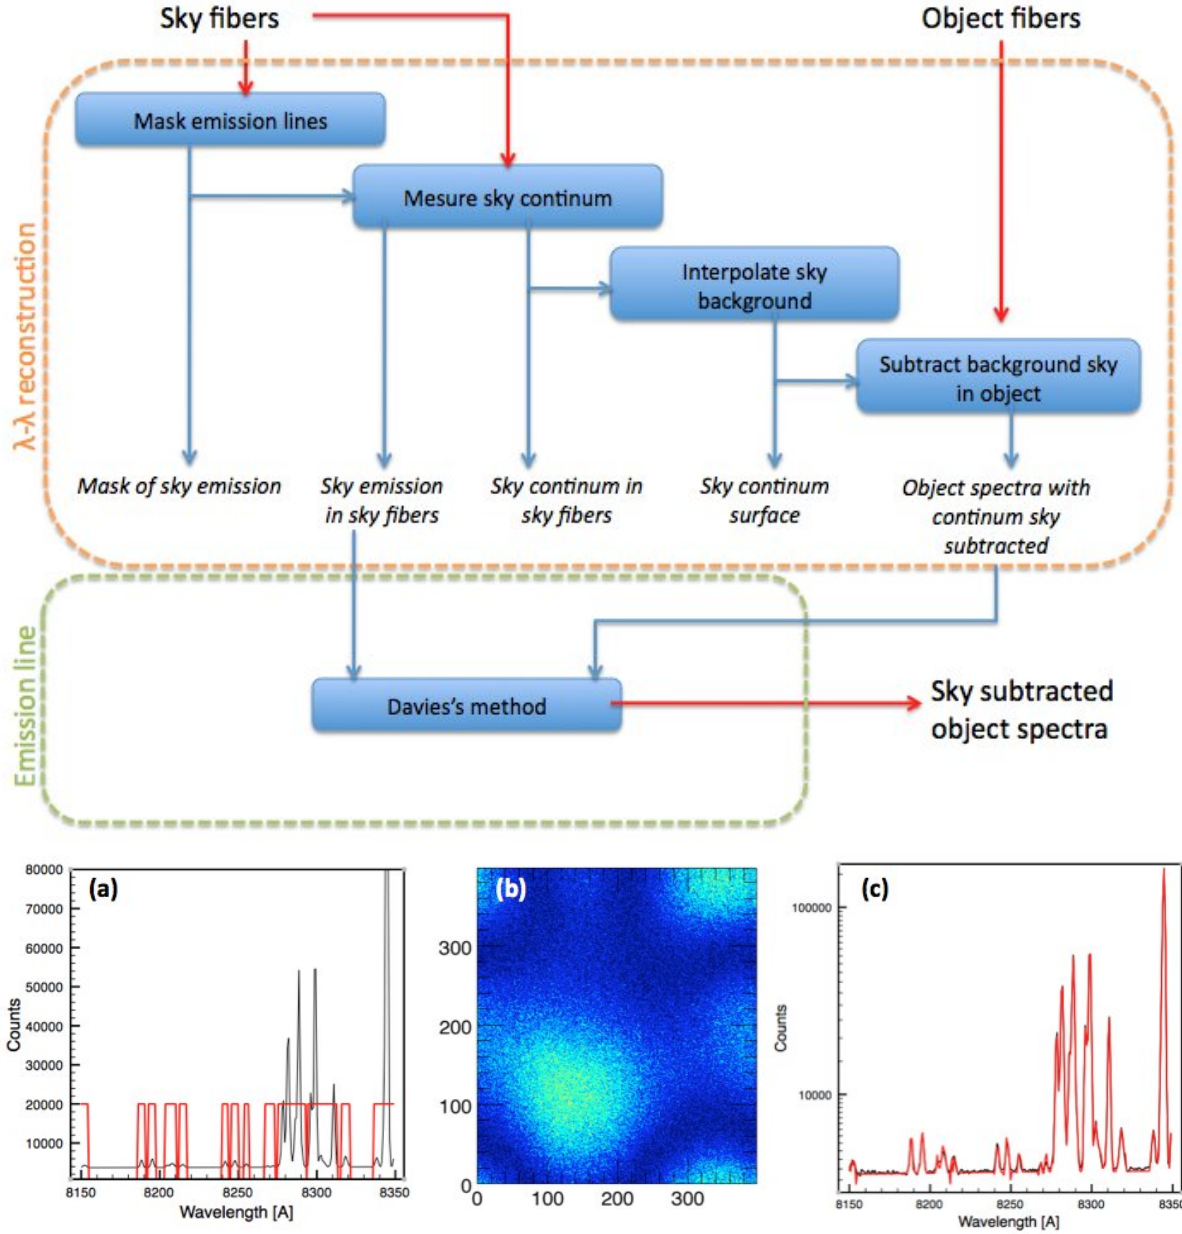 Sky fibers
Object fibers
Mask emission lines
Mesure sky continum
Interpolate sky
background
Subtract background sky
in object
λ-λ reconstruction
Mask of sky emission
Sky emission
in sky fibers
Sky continum in
sky fibers
Sky continum
surface
Object spectra with
continum sky
subtracted
Emission line
Davies's method
Sky subtracted
object spectra
(a)
80000
70000
60000
50000
40000
30000
20000
10000
Counts
8150
8200
8250
8300
8350
Wavelength [A]
(b)
300
200
100
0
0
100
200
300
(c)
100000
10000
Counts
8150
8200
8250
8300
8350
Wavelength [A]